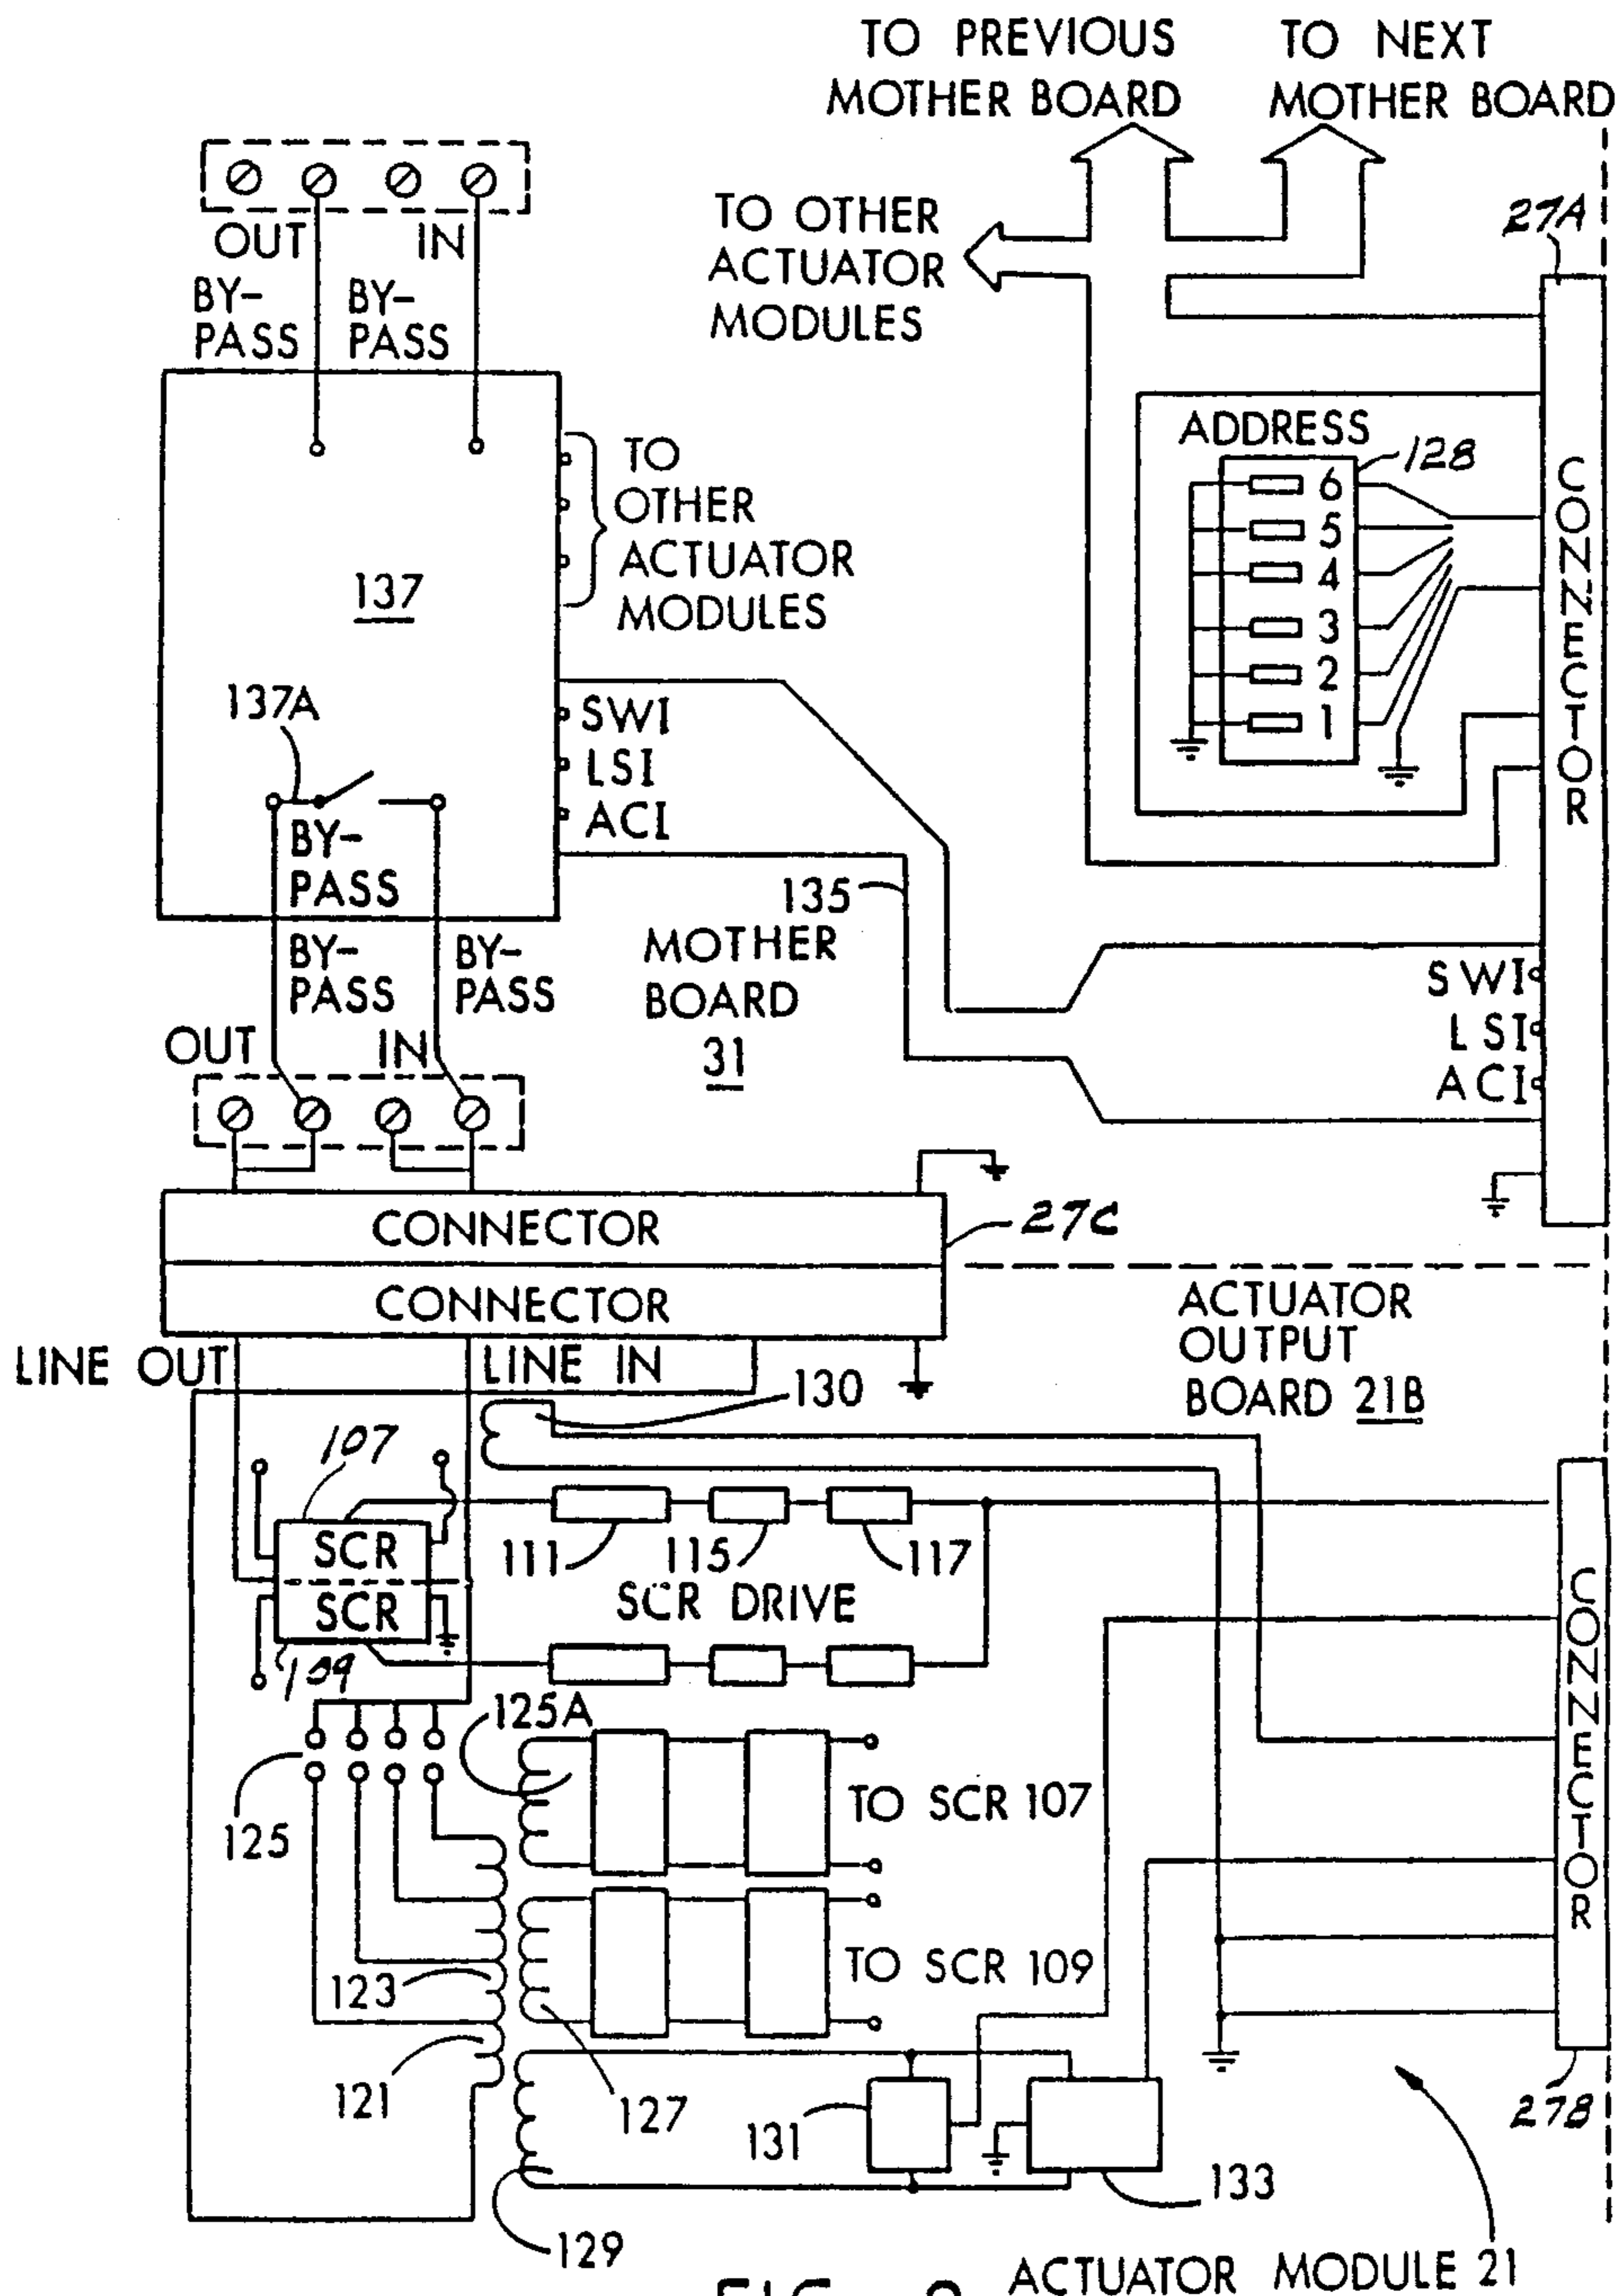 TO PREVIOUS
MOTHER BOARD
TO NEXT
MOTHER BOARD
TO OTHER
ACTUATOR
MODULES
27A
OUT
IN
BY-
PASS
BY-
PASS
ADDRESS
128
6
5
4
3
2
1
CONNECTOR
TO
OTHER
ACTUATOR
MODULES
137
137A
SWI
LSI
ACI
BY-
PASS
135
BY-
PASS
BY-
PASS
MOTHER
BOARD
31
SWI
LSI
ACI
OUT
IN
CONNECTOR
27C
CONNECTOR
ACTUATOR
OUTPUT
BOARD 21B
LINE OUT
LINE IN
130
107
SCR
SCR
109
111
115
117
SCR DRIVE
CONNECTOR
125A
125
TO SCR 107
TO SCR 109
123
121
127
131
133
129
27B
ACTUATOR MODULE 21